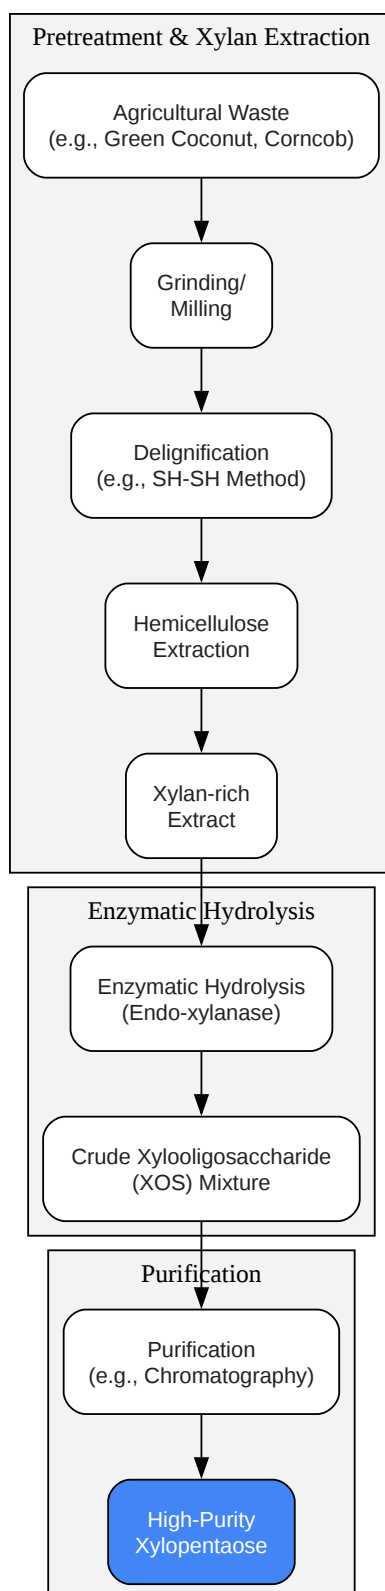 Pretreatment & Xylan Extraction
Agricultural Waste
(e.g., Green Coconut, Corncob)
Grinding/
Milling
Delignification
(e.g., SH-SH Method)
Hemicellulose
Extraction
Xylan-rich
Extract
Enzymatic Hydrolysis
Enzymatic Hydrolysis
(Endo-xylanase)
Crude Xylooligosaccharide
(XOS) Mixture
Purification
Purification
(e.g., Chromatography)
High-Purity
Xylopentaose